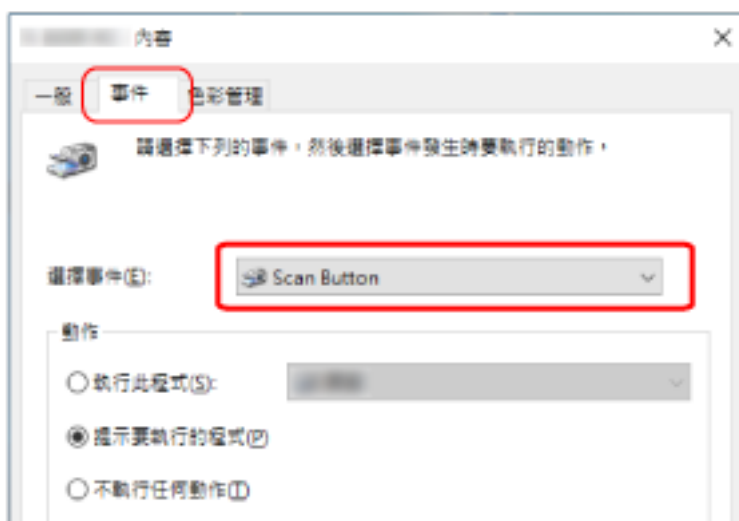 內容
一般 事件 色彩管理
請選擇下列的事件，然後選擇事件發生時要執行的動作，
選擇事件(E): Scan Button
動作
執行此程式(S):
提示要執行的程式(P)
不執行任何動作(T)